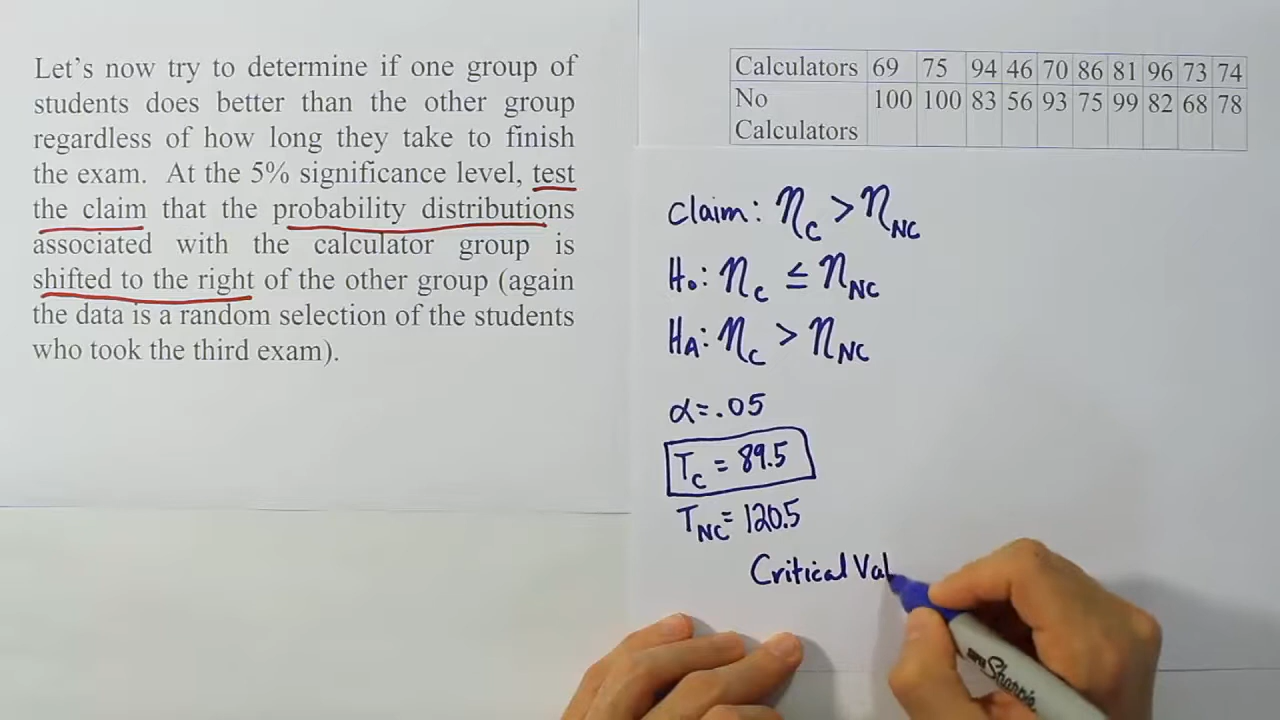 Let's now try to determine if one group of
students does better than the other group
regardless of how long they take to finish
the exam. At the 5% significance level, test
the claim that the probability distributions
associated with the calculator group is
shifted to the right of the other group (again
the data is a random selection of the students
who took the third exam).
Calculators 69 75 94 46 70 86 81 96 73 74
No 100 100 83 56 93 75 99 82 68 78
Calculators
Claim: η_C > η_NC
H₀: η_C ≤ η_NC
H_A: η_C > η_NC
α = .05
T_C = 89.5
T_NC = 120.5
Critical Val
Sharpie